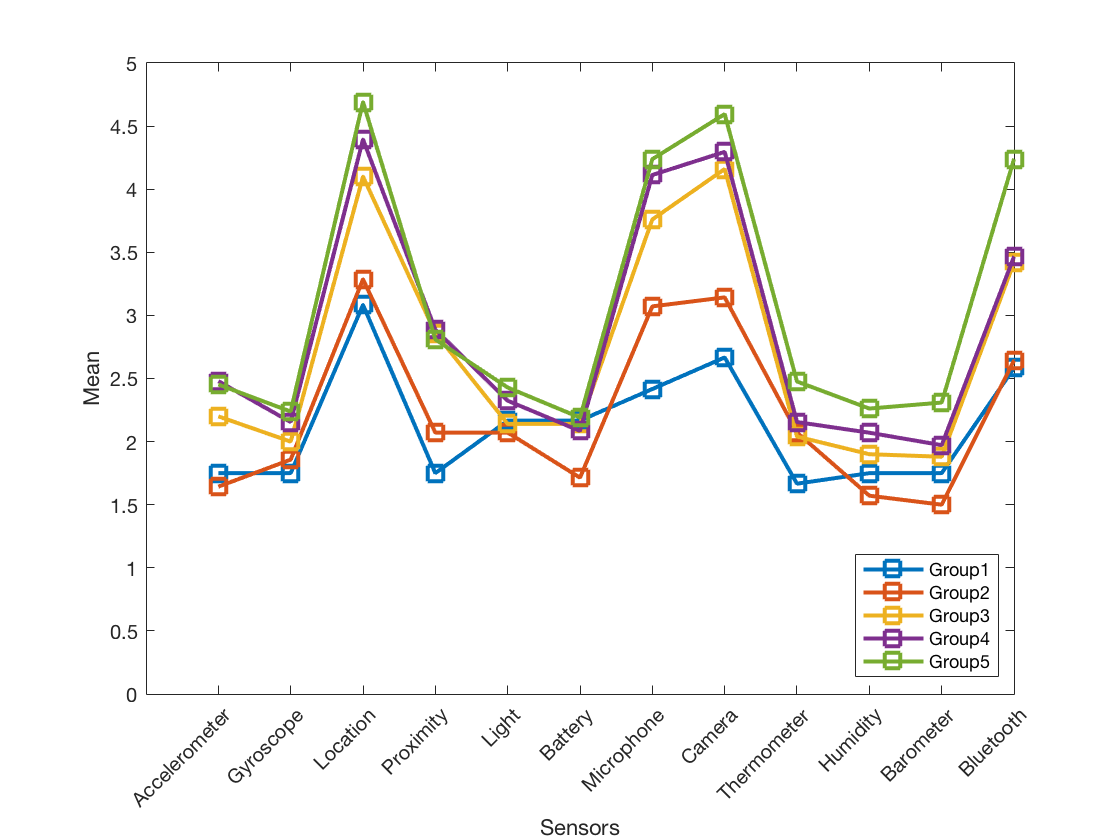 5
4.5
4
3.5
3
2.5
2
1.5
1
0.5
0
Mean
Group1
Group2
Group3
Group4
Group5
Accelerometer
Gyroscope
Location
Proximity
Light
Battery
Microphone
Camera
Thermometer
Humidity
Barometer
Bluetooth
Sensors